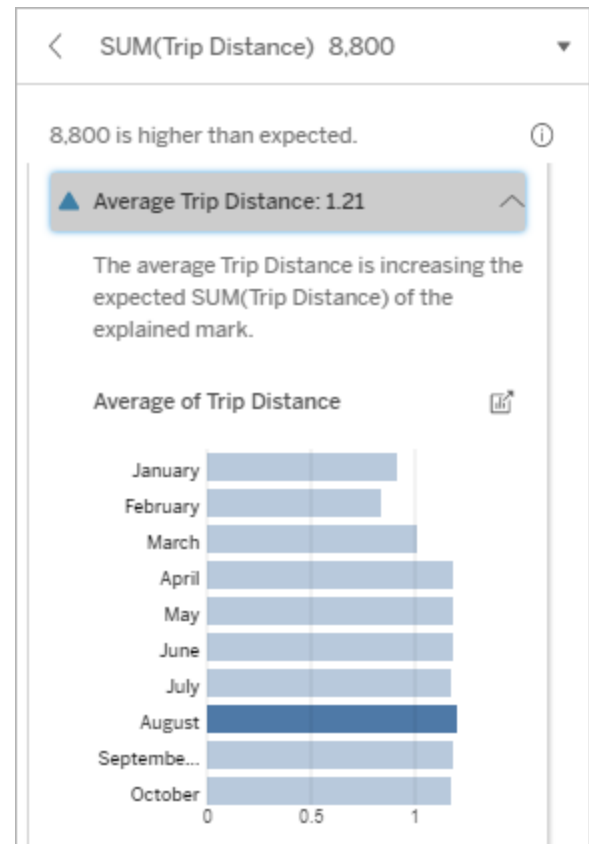 SUM(Trip Distance) 8,800
8,800 is higher than expected.
Average Trip Distance: 1.21
The average Trip Distance is increasing the
expected SUM(Trip Distance) of the
explained mark.
Average of Trip Distance
January
February
March
April
May
June
July
August
Septembe...
October
0 0.5 1